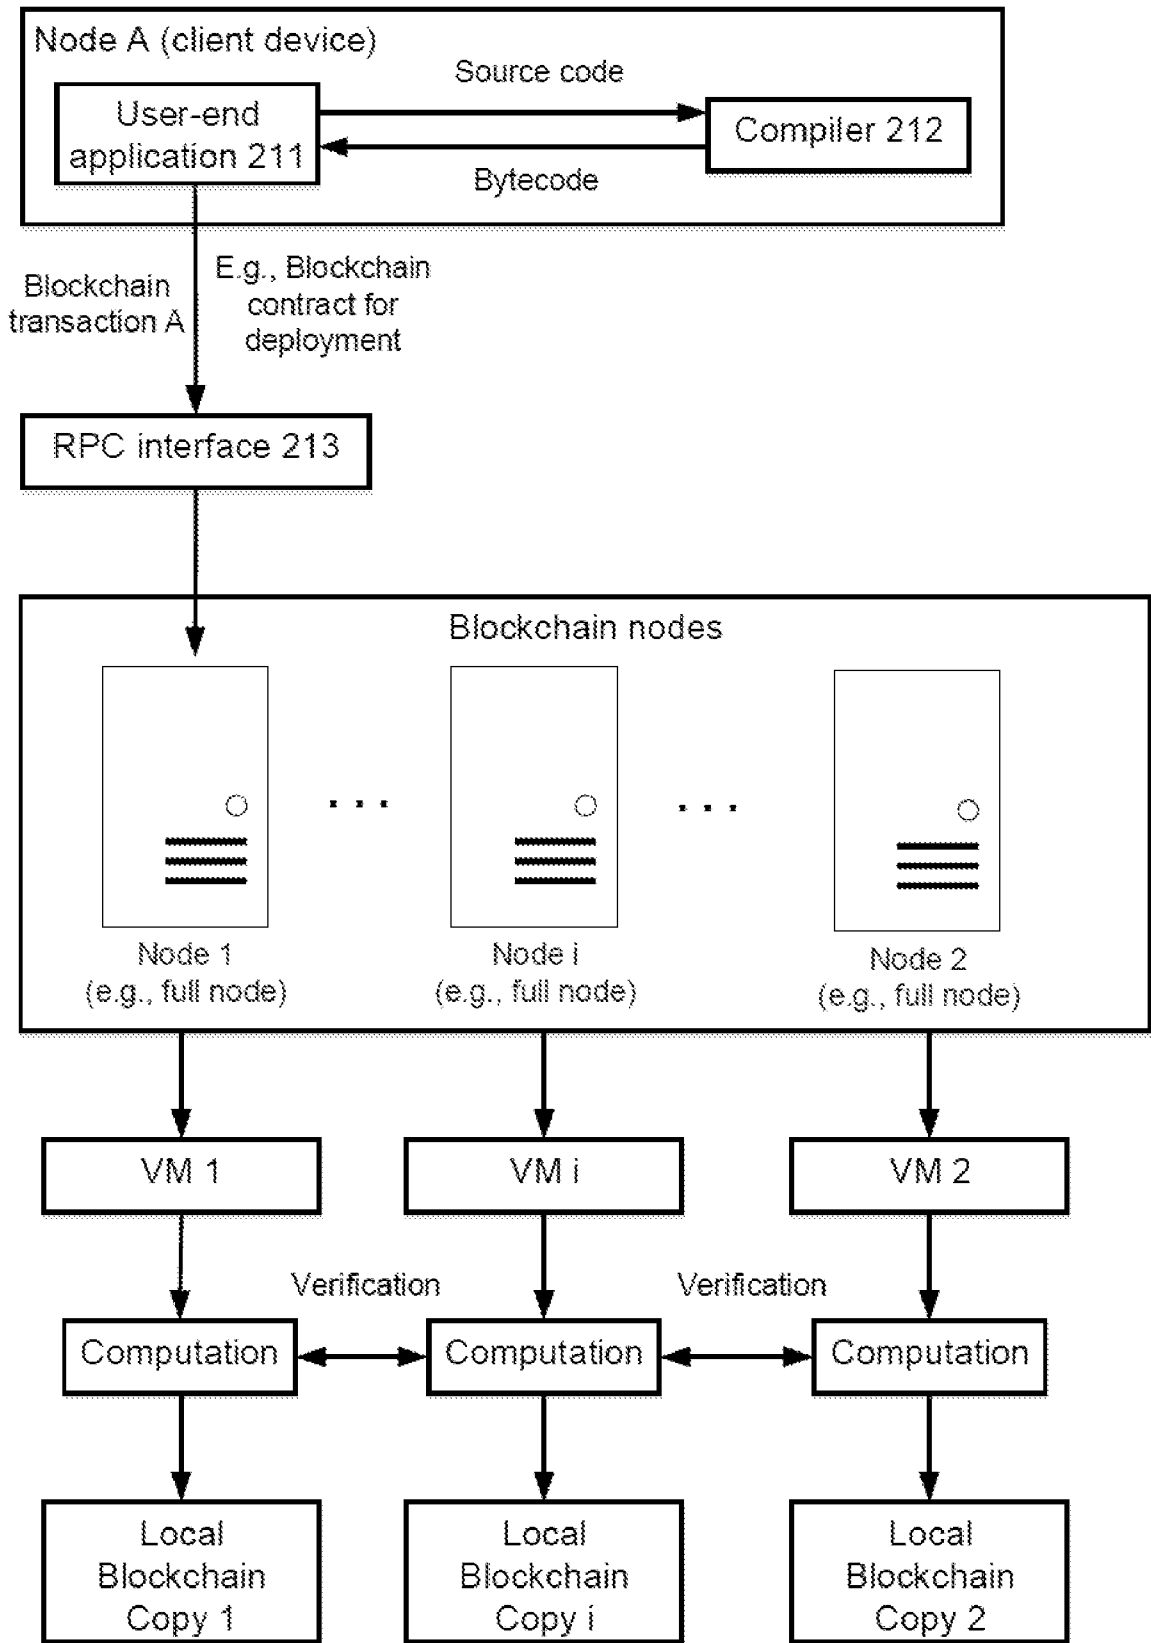 Node A (client device)
Source code
User-end
application 211
Compiler 212
Bytecode
Blockchain
transaction A
E.g., Blockchain
contract for
deployment
RPC interface 213
Blockchain nodes
. . .
. . .
Node 1
(e.g., full node)
Node i
(e.g., full node)
Node 2
(e.g., full node)
VM 1
VM i
VM 2
Verification
Verification
Computation
Computation
Computation
Local
Blockchain
Copy 1
Local
Blockchain
Copy i
Local
Blockchain
Copy 2